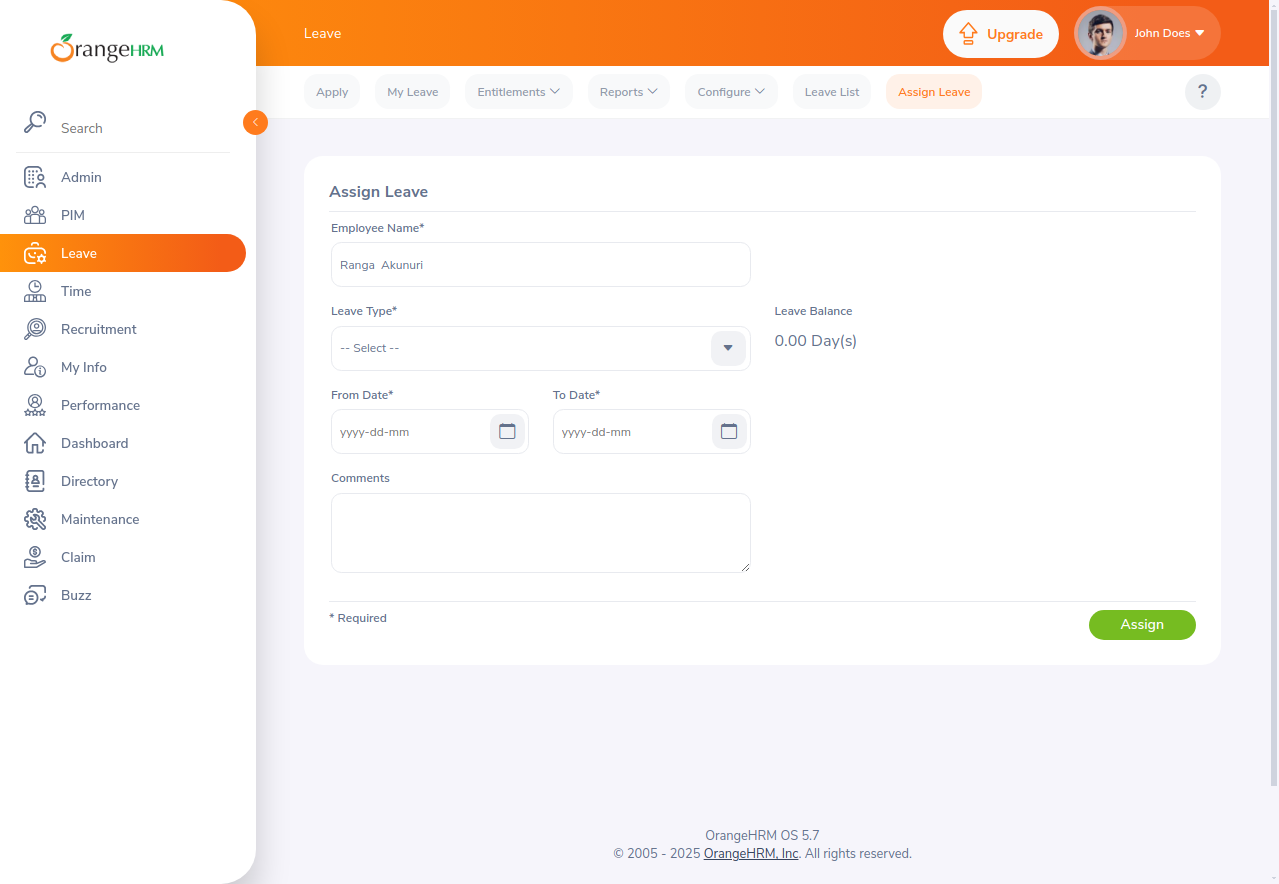 OrangeHRM
Leave
Upgrade
John Does
Apply
My Leave
Entitlements
Reports
Configure
Leave List
Assign Leave
?
Search
Admin
PIM
Leave
Time
Recruitment
My Info
Performance
Dashboard
Directory
Maintenance
Claim
Buzz
Assign Leave
Employee Name*
Ranga  Akunuri
Leave Type*
Leave Balance
-- Select --
0.00 Day(s)
From Date*
To Date*
yyyy-dd-mm
yyyy-dd-mm
Comments
* Required
Assign
OrangeHRM OS 5.7
© 2005 - 2025 OrangeHRM, Inc. All rights reserved.